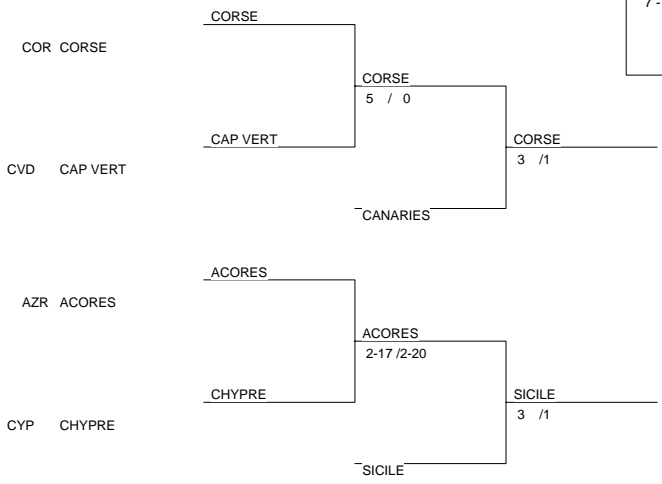 7 -
CORSE
COR CORSE
CORSE
5 / 0
CAP VERT
CORSE
3 /1
CVD CAP VERT
CANARIES
ACORES
AZR ACORES
ACORES
2-17 /2-20
CHYPRE
SICILE
3 /1
CYP CHYPRE
SICILE